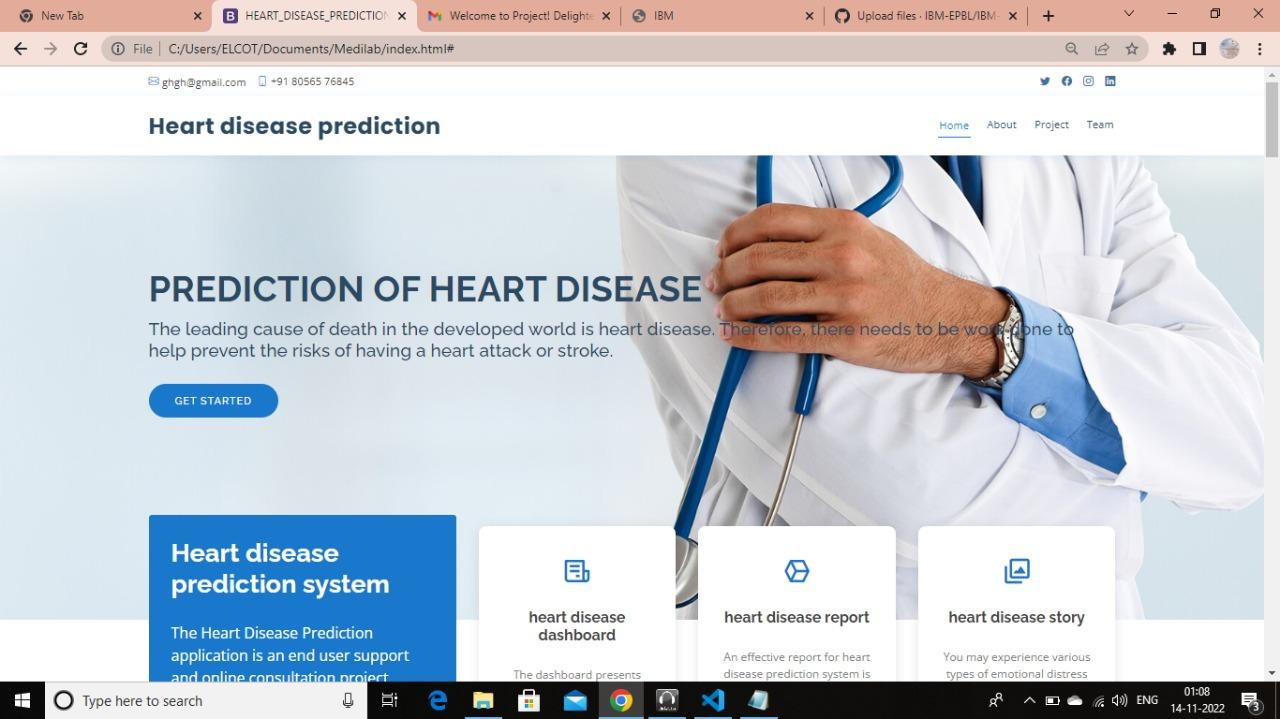 New Tab
HEART_DISEASE_PREDICTION
Welcome to Project! Delighte
IBM
Upload files · IBM-EPBL/IBM-
File
C:/Users/ELCOT/Documents/Medilab/index.html#
ghgh@gmail.com
+91 80565 76845
Heart disease prediction
Home
About
Project
Team
PREDICTION OF HEART DISEASE
The leading cause of death in the developed world is heart disease. Therefore, there needs to be work done to
help prevent the risks of having a heart attack or stroke.
GET STARTED
Heart disease
prediction system
The Heart Disease Prediction
application is an end user support
and online consultation project
heart disease
dashboard
The dashboard presents
heart disease report
An effective report for heart
disease prediction system is
heart disease story
You may experience various
types of emotional distress
Type here to search
ENG
01:08
14-11-2022
3